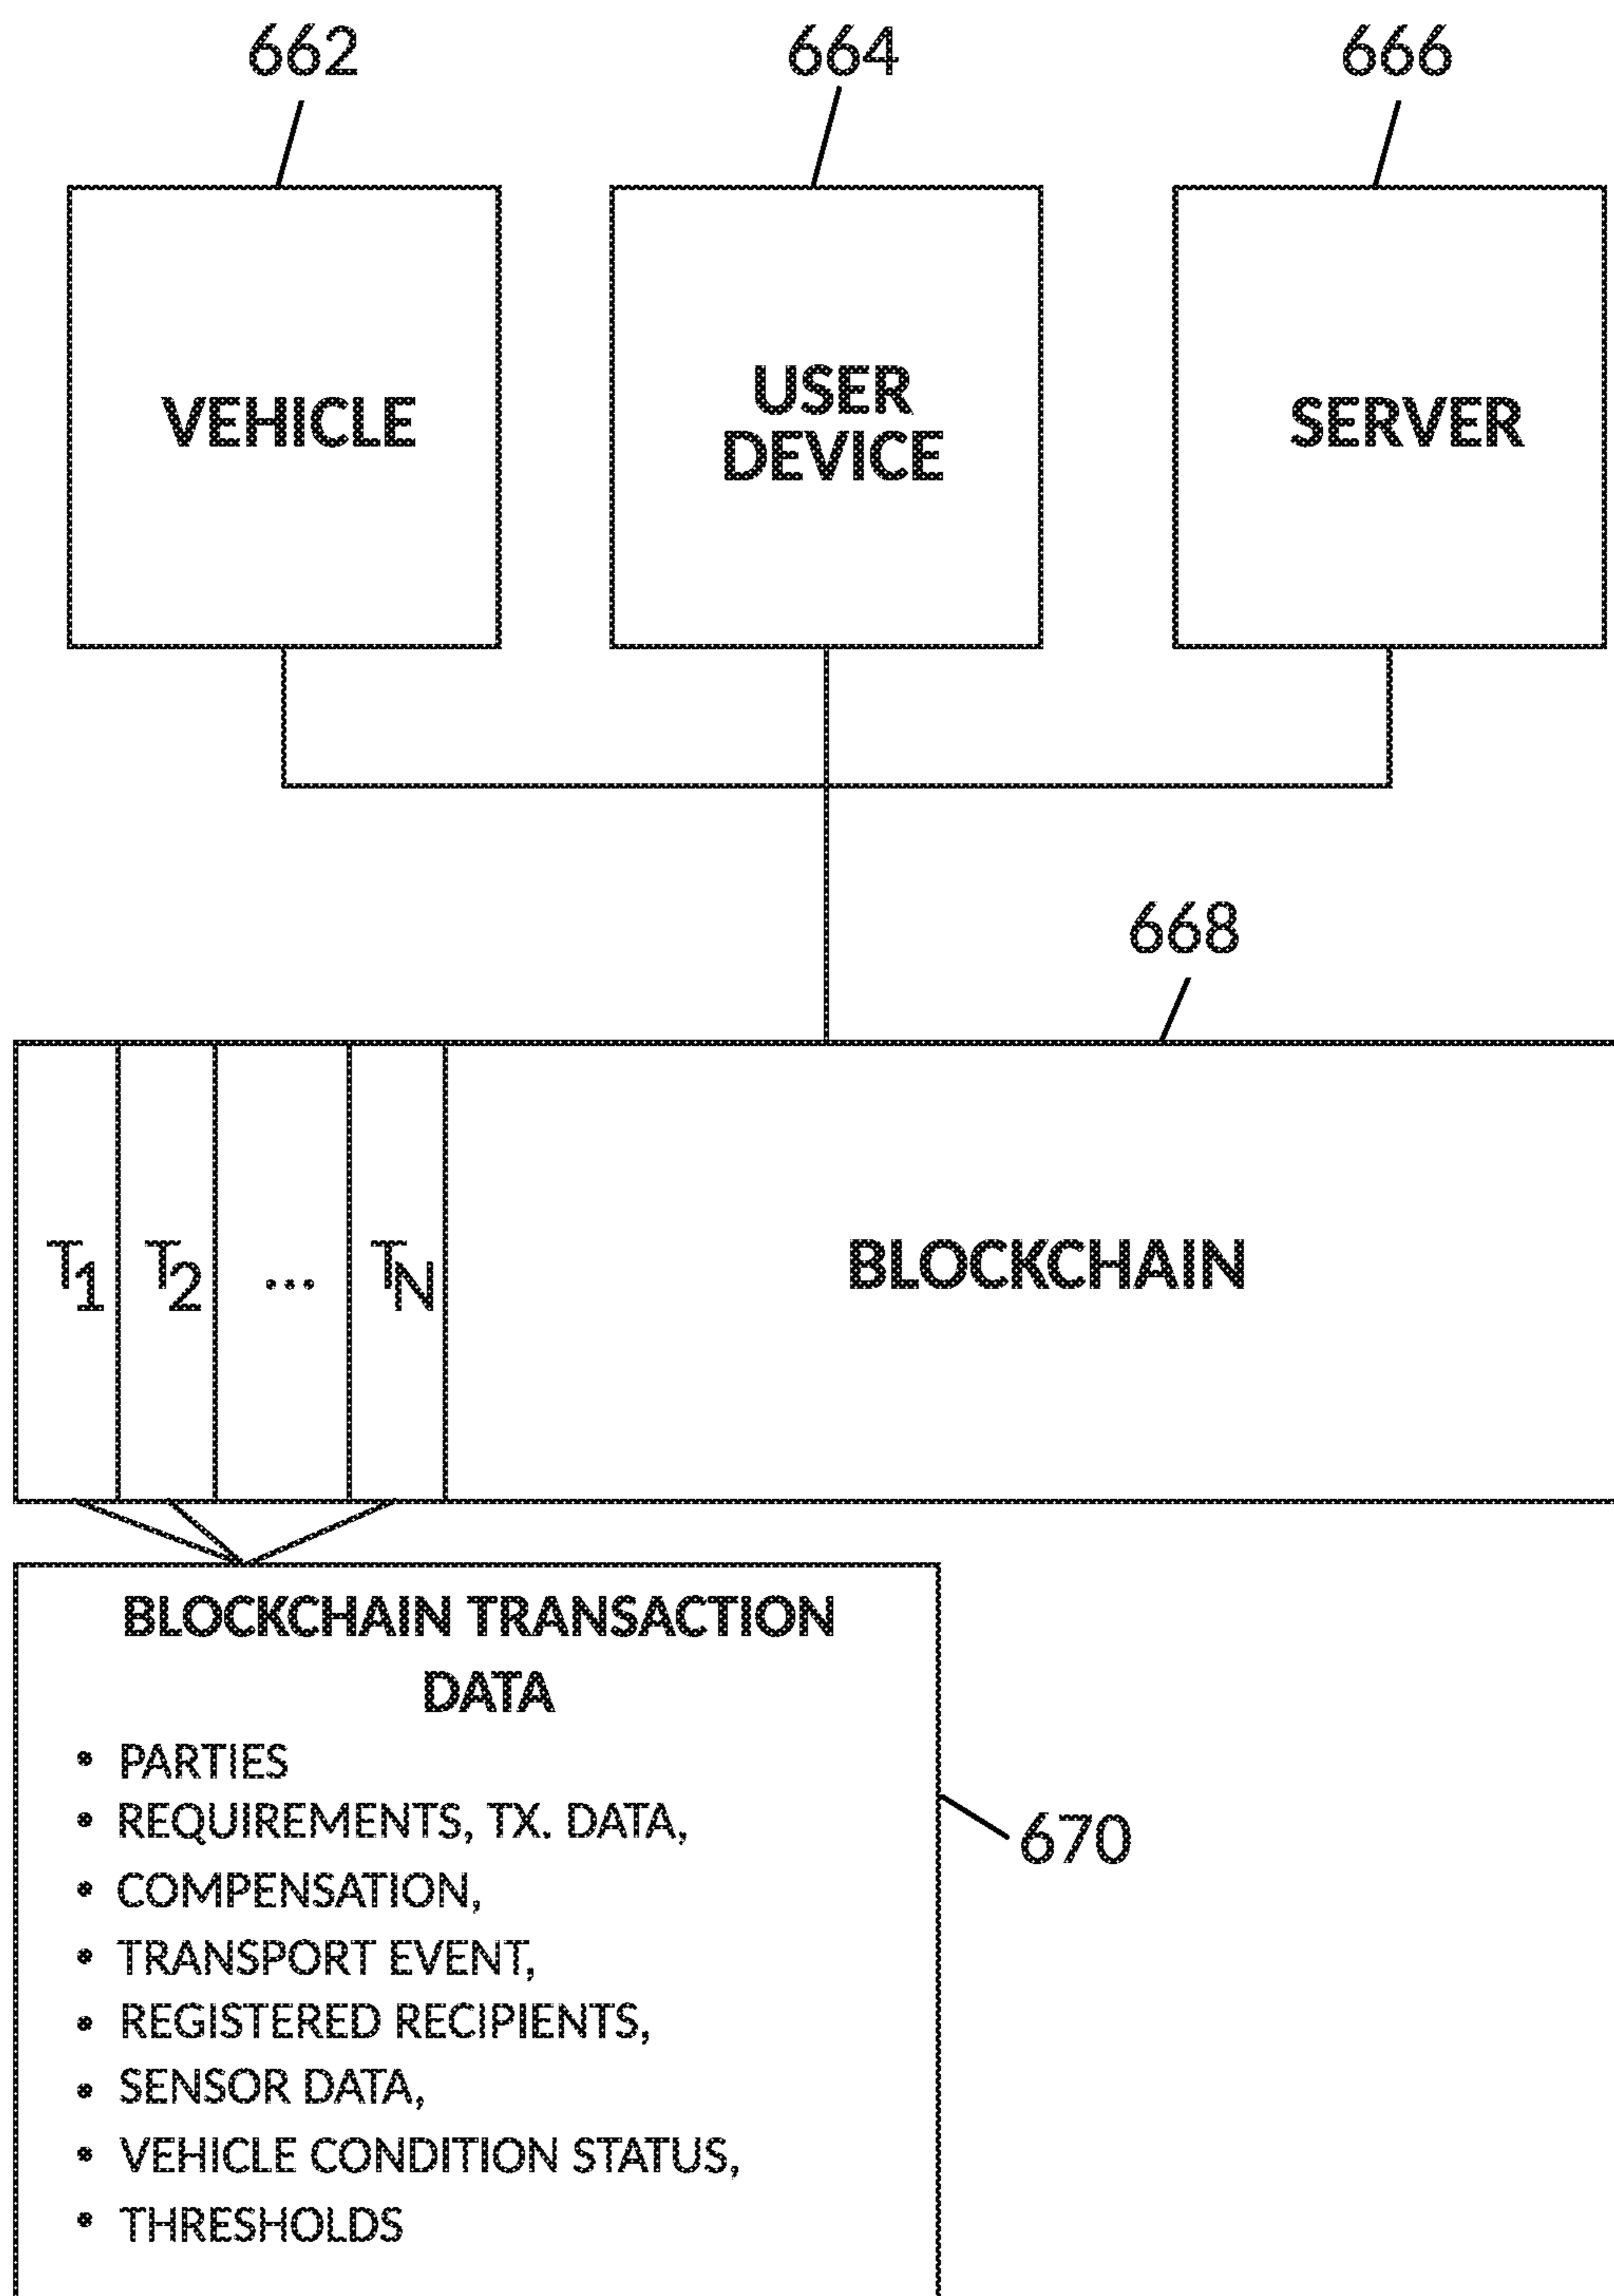 662 664 666
VEHICLE
USER
DEVICE
SERVER
668
T1 T2 ... TN
BLOCKCHAIN
BLOCKCHAIN TRANSACTION
DATA
• PARTIES
• REQUIREMENTS, TX. DATA,
• COMPENSATION,
• TRANSPORT EVENT,
• REGISTERED RECIPIENTS,
• SENSOR DATA,
• VEHICLE CONDITION STATUS,
• THRESHOLDS
670